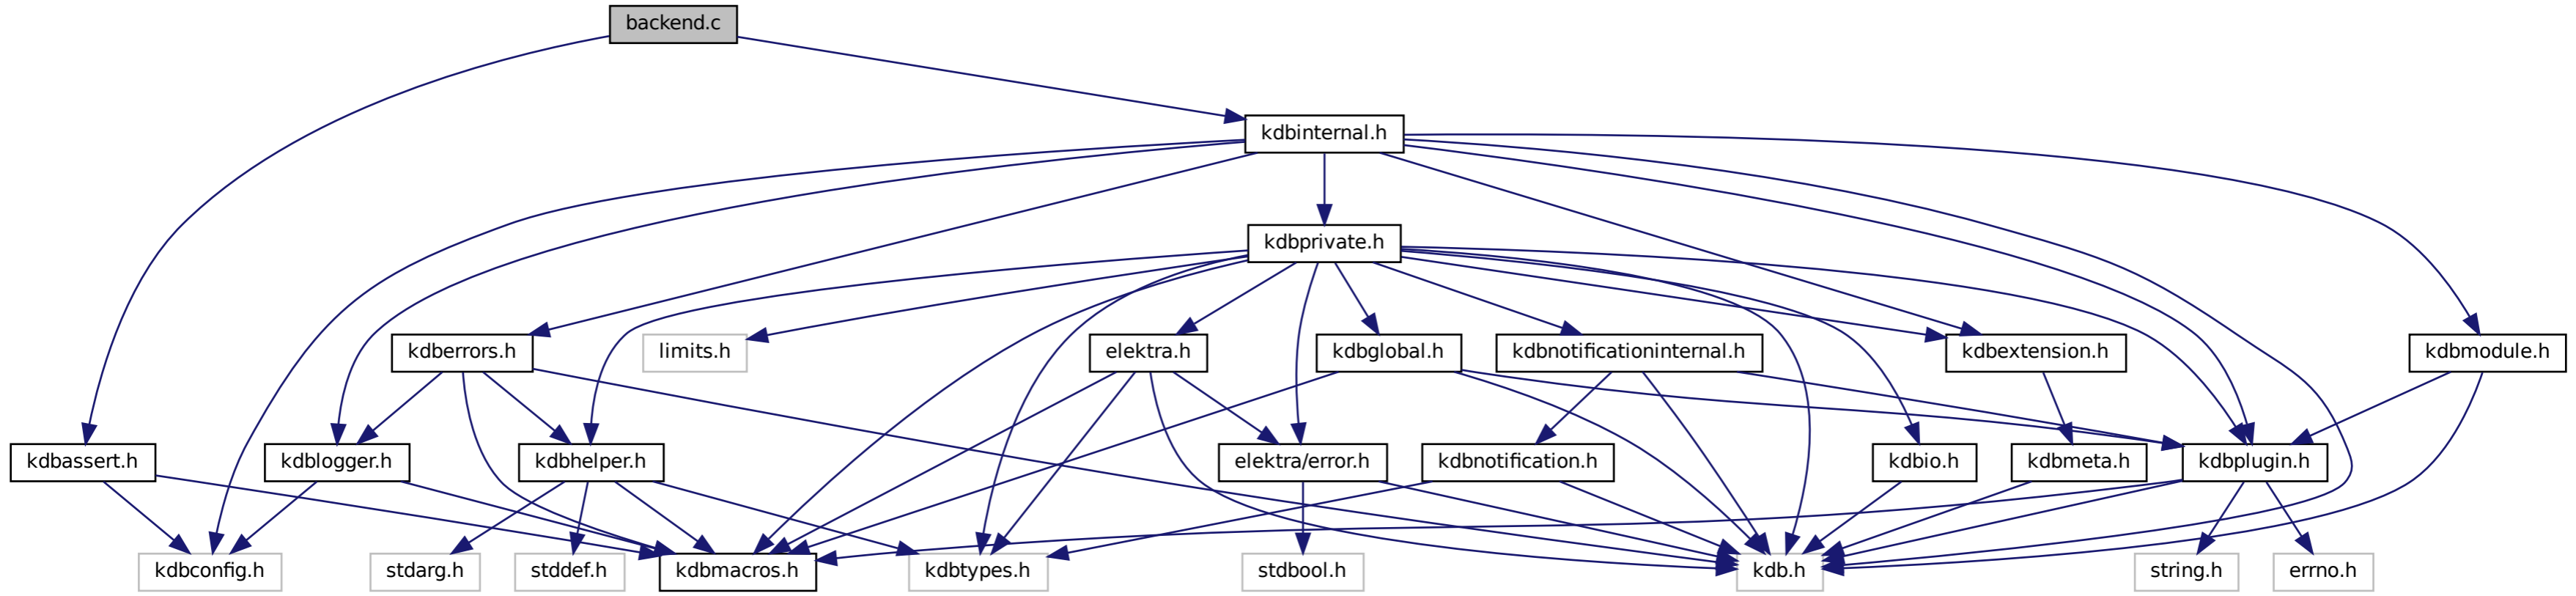 backend.c
kdbinternal.h
kdbprivate.h
kdberrors.h
limits.h
elektra.h
kdbglobal.h
kdbnotificationinternal.h
kdbextension.h
kdbmodule.h
kdbassert.h
kdblogger.h
kdbhelper.h
elektra/error.h
kdbnotification.h
kdbio.h
kdbmeta.h
kdbplugin.h
kdbconfig.h
stdarg.h
stddef.h
kdbmacros.h
kdbtypes.h
stdbool.h
kdb.h
string.h
errno.h